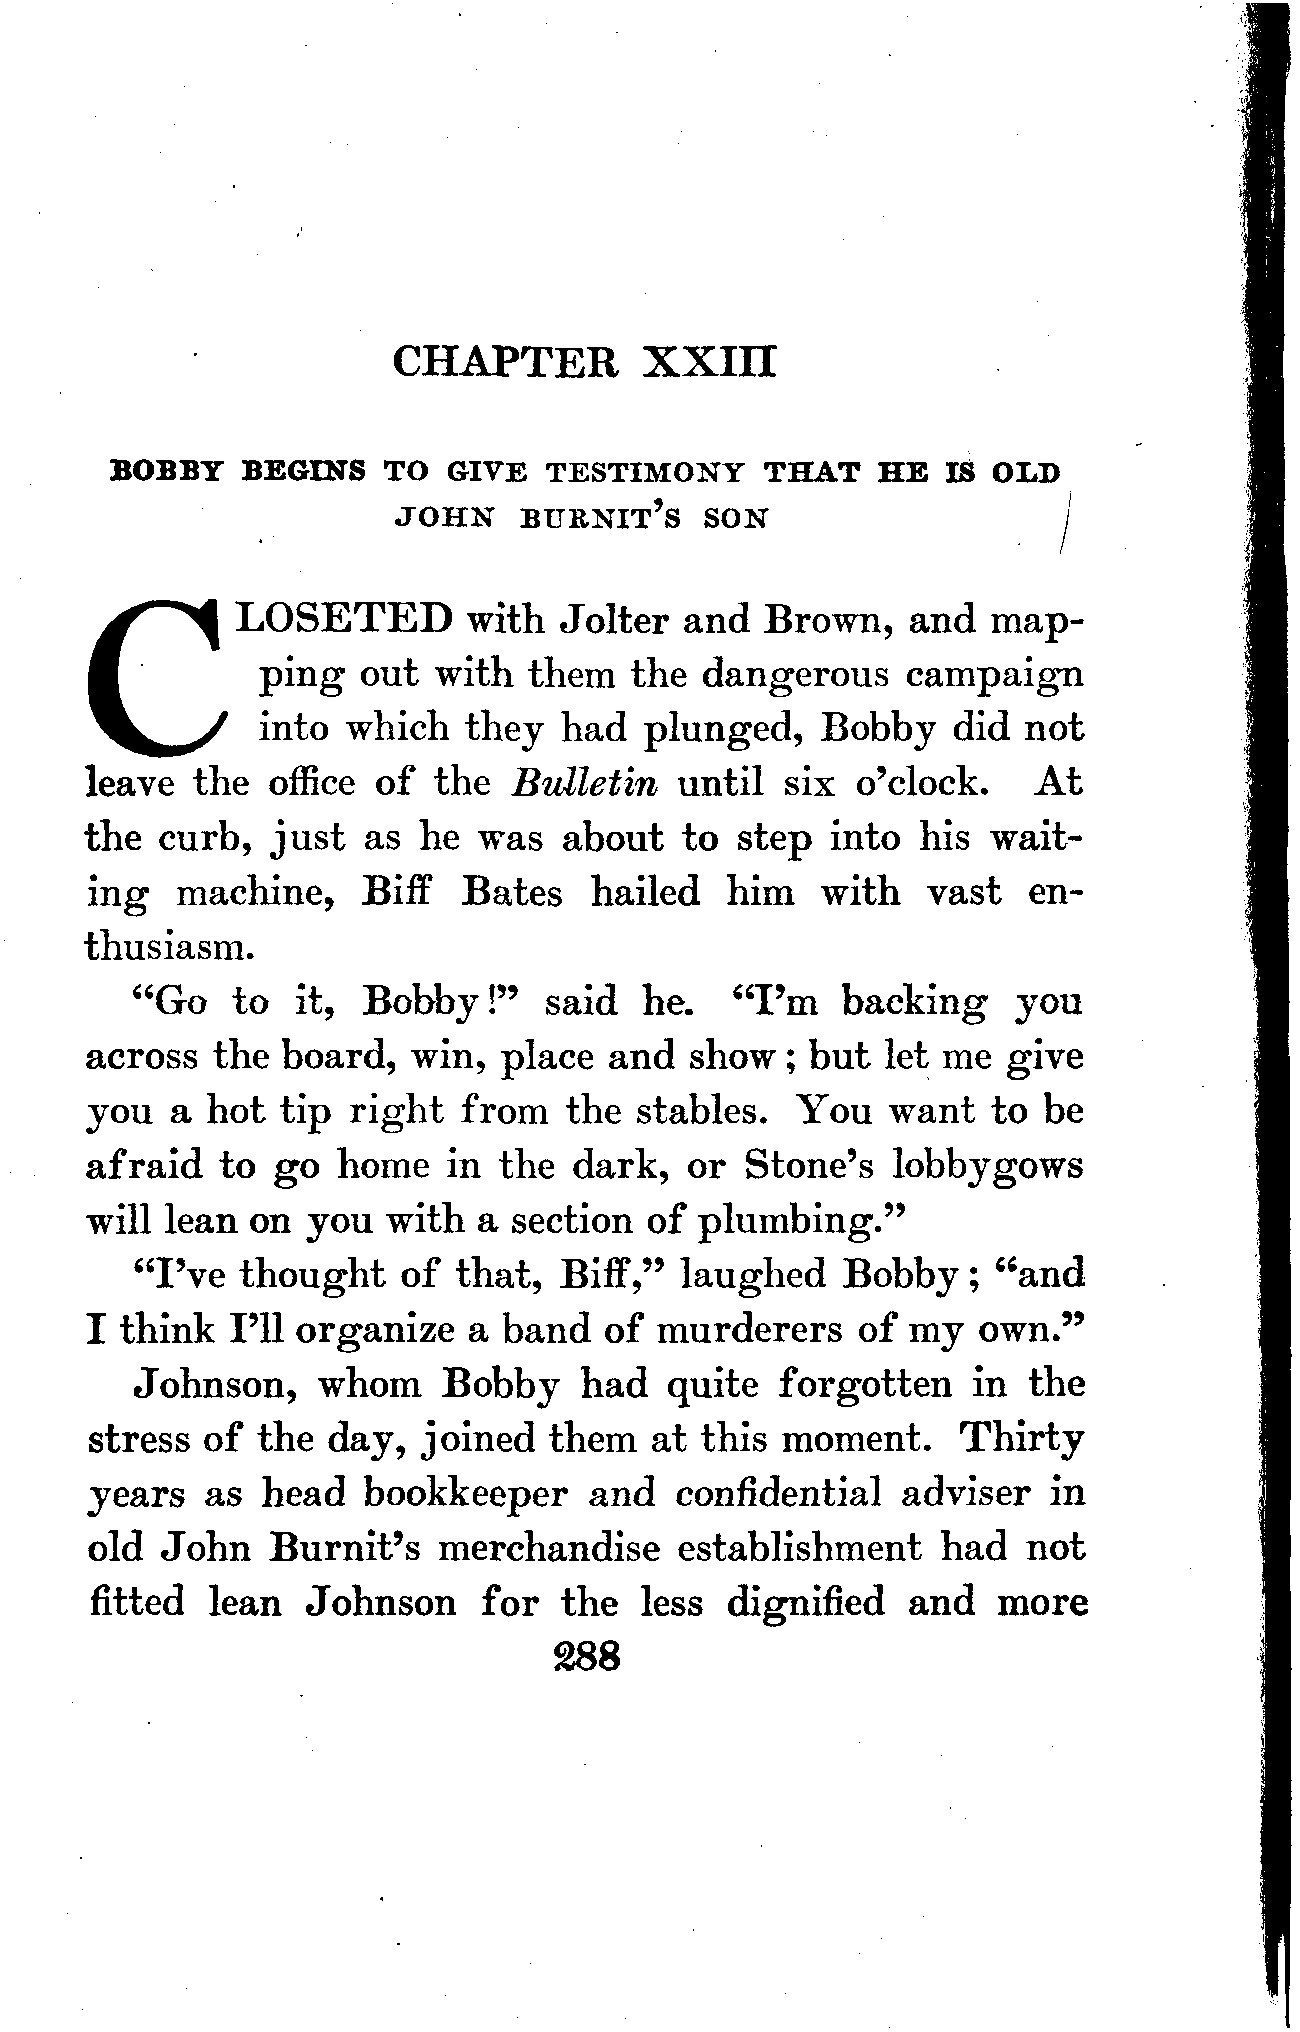 CHAPTER XXIII
BOBBY BEGINS TO GIVE TESTIMONY THAT HE IS OLD
JOHN BURNIT'S SON
CLOSETED with Jolter and Brown, and map-
ping out with them the dangerous campaign
into which they had plunged, Bobby did not
leave the office of the Bulletin until six o'clock. At
the curb, just as he was about to step into his wait-
ing machine, Biff Bates hailed him with vast en-
thusiasm.
"Go to it, Bobby!" said he. "I'm backing you
across the board, win, place and show; but let me give
you a hot tip right from the stables. You want to be
afraid to go home in the dark, or Stone's lobbygows
will lean on you with a section of plumbing."
"I've thought of that, Biff," laughed Bobby; "and
I think I'll organize a band of murderers of my own."
Johnson, whom Bobby had quite forgotten in the
stress of the day, joined them at this moment. Thirty
years as head bookkeeper and confidential adviser in
old John Burnit's merchandise establishment had not
fitted lean Johnson for the less dignified and more
288